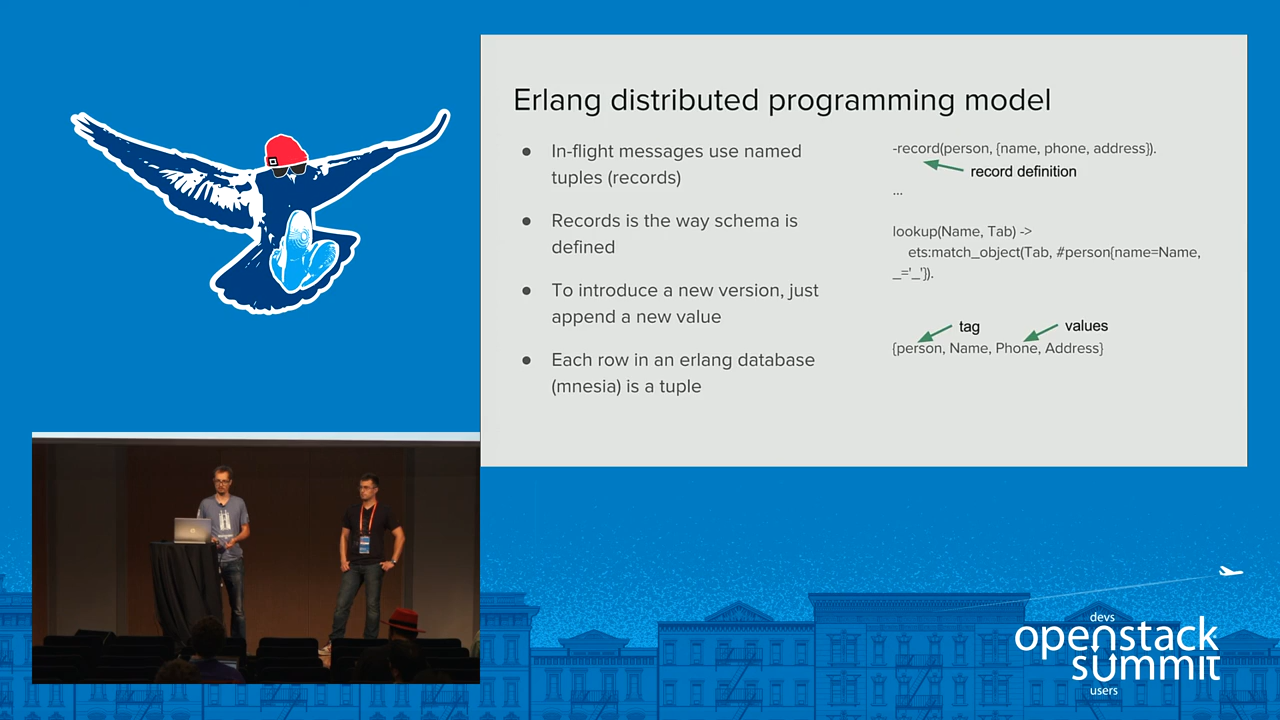 Erlang distributed programming model
● In-flight messages use named
tuples (records)
● Records is the way schema is
defined
● To introduce a new version, just
append a new value
● Each row in an erlang database
(mnesia) is a tuple
-record(person, {name, phone, address}).
record definition
...
lookup(Name, Tab) ->
ets:match_object(Tab, #person{name=Name,
_='_'}).
tag
values
{person, Name, Phone, Address}
devs
openstack
summit
users